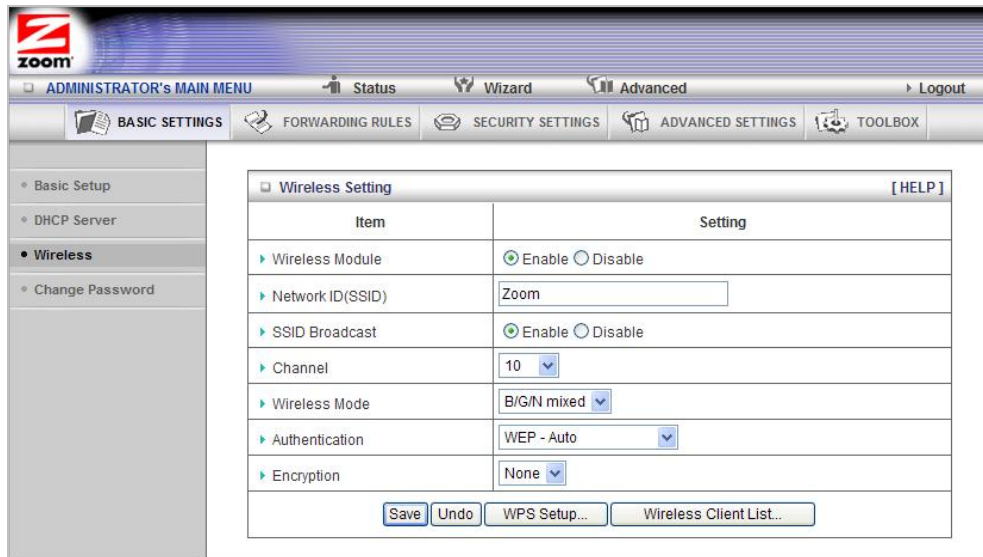 zoom
ADMINISTRATOR's MAIN MENU Status Wizard Advanced Logout
BASIC SETTINGS FORWARDING RULES SECURITY SETTINGS ADVANCED SETTINGS TOOLBOX
Basic Setup
DHCP Server
Wireless
Change Password
Wireless Setting [HELP]
Item Setting
Wireless Module Enable Disable
Network ID(SSID) Zoom
SSID Broadcast Enable Disable
Channel 10
Wireless Mode B/G/N mixed
Authentication WEP - Auto
Encryption None
Save Undo WPS Setup... Wireless Client List...